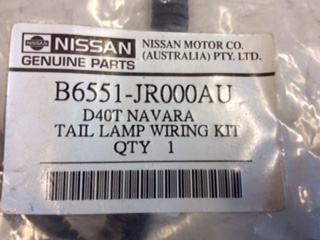 NISSAN NISSAN MOTOR CO.
GENUINE PARTS (AUSTRALIA) PTY. LTD.
B6551-JR000AU
D40T NAVARA
TAIL LAMP WIRING KIT
QTY 1